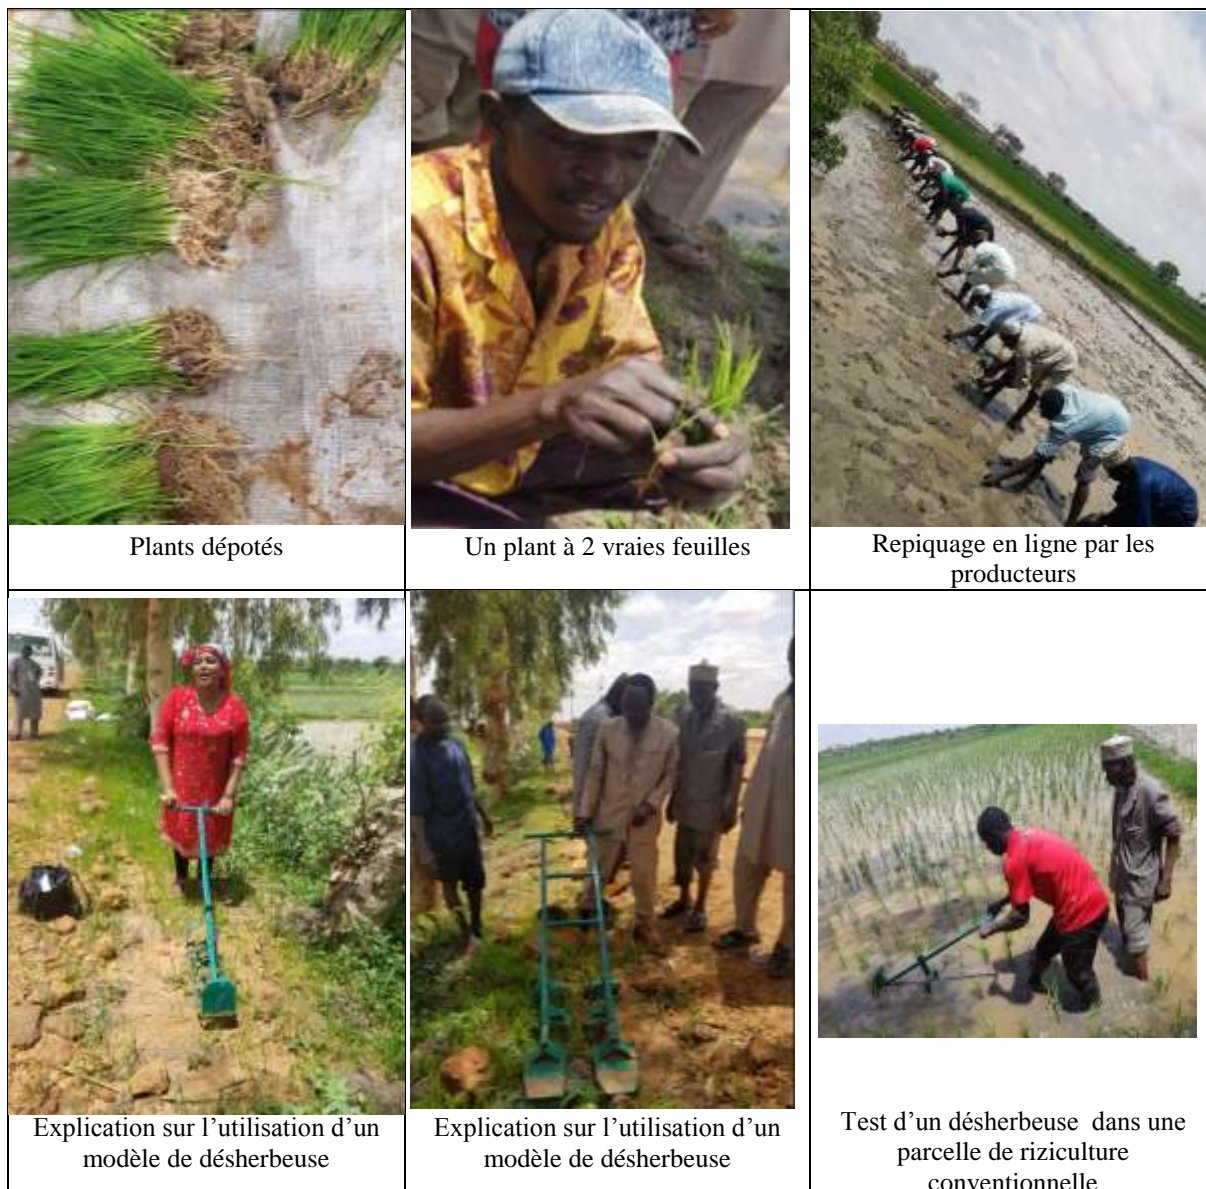 Plants dépotés
Un plant à 2 vraies feuilles
Repiquage en ligne par les
producteurs
Explication sur l’utilisation d’un
modèle de désherbeuse
Explication sur l’utilisation d’un
modèle de désherbeuse
Test d’un désherbeuse dans une
parcelle de riziculture
conventionnelle